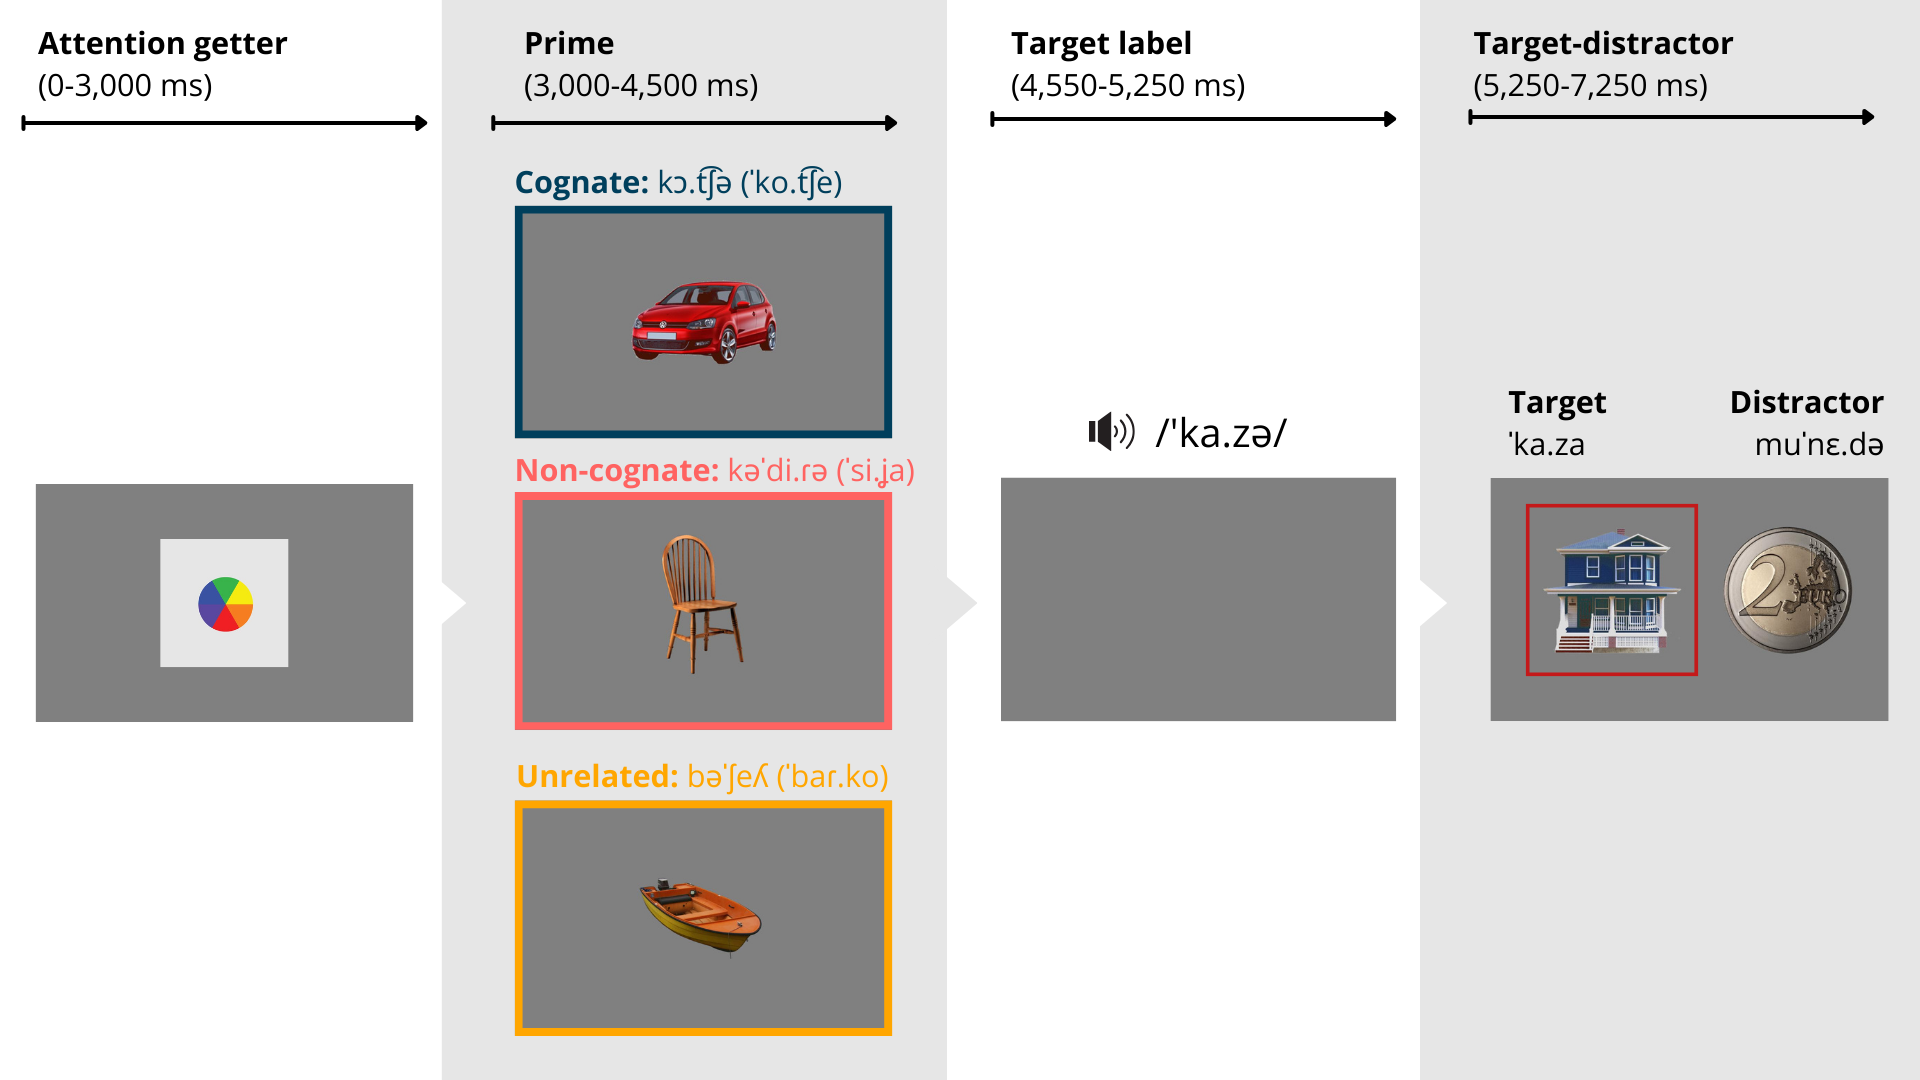 Attention getter
(0-3,000 ms)
Prime
(3,000-4,500 ms)
Cognate: kɔ.t͡ʃə (ˈko.t͡ʃe)
Non-cognate: kəˈdi.ɾə (ˈsi.ʝa)
Unrelated: bəˈʃeʎ (ˈbaɾ.ko)
Target label
(4,550-5,250 ms)
/ˈka.zə/
Target-distractor
(5,250-7,250 ms)
Target
ˈka.za
Distractor
muˈnɛ.də
2 EURO